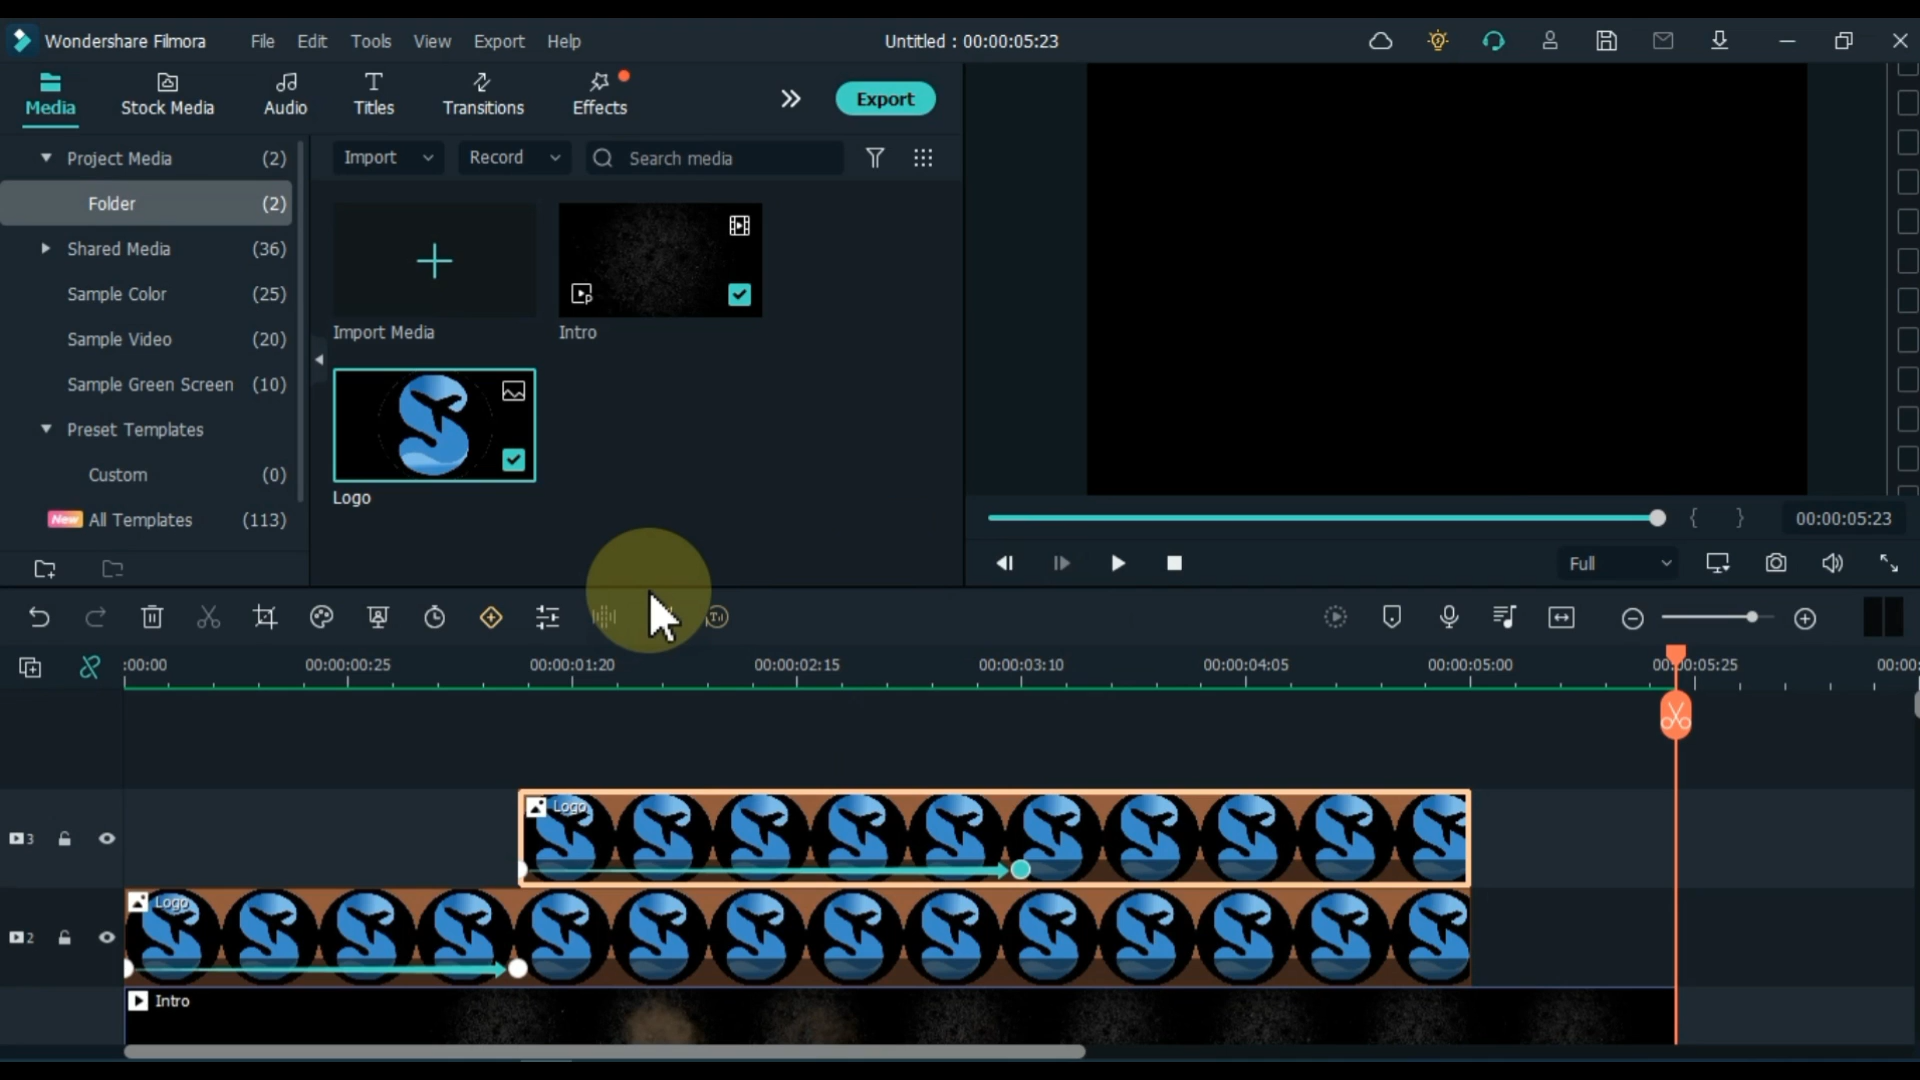 Wondershare Filmora
File Edit Tools View Export Help
Untitled : 00:00:05:23
Media
Stock Media
Audio
Titles
Transitions
Effects
Export
Project Media (2)
Folder (2)
Shared Media (36)
Sample Color (25)
Sample Video (20)
Sample Green Screen (10)
Preset Templates
Custom (0)
New All Templates (113)
Import
Record
Search media
Import Media
Intro
Logo
00:00:05:23
Full
:00:00 00:00:00:25 00:00:01:20 00:00:02:15 00:00:03:10 00:00:04:05 00:00:05:00 00:00:05:25 00:00:
3
Logo
2
Logo
Intro